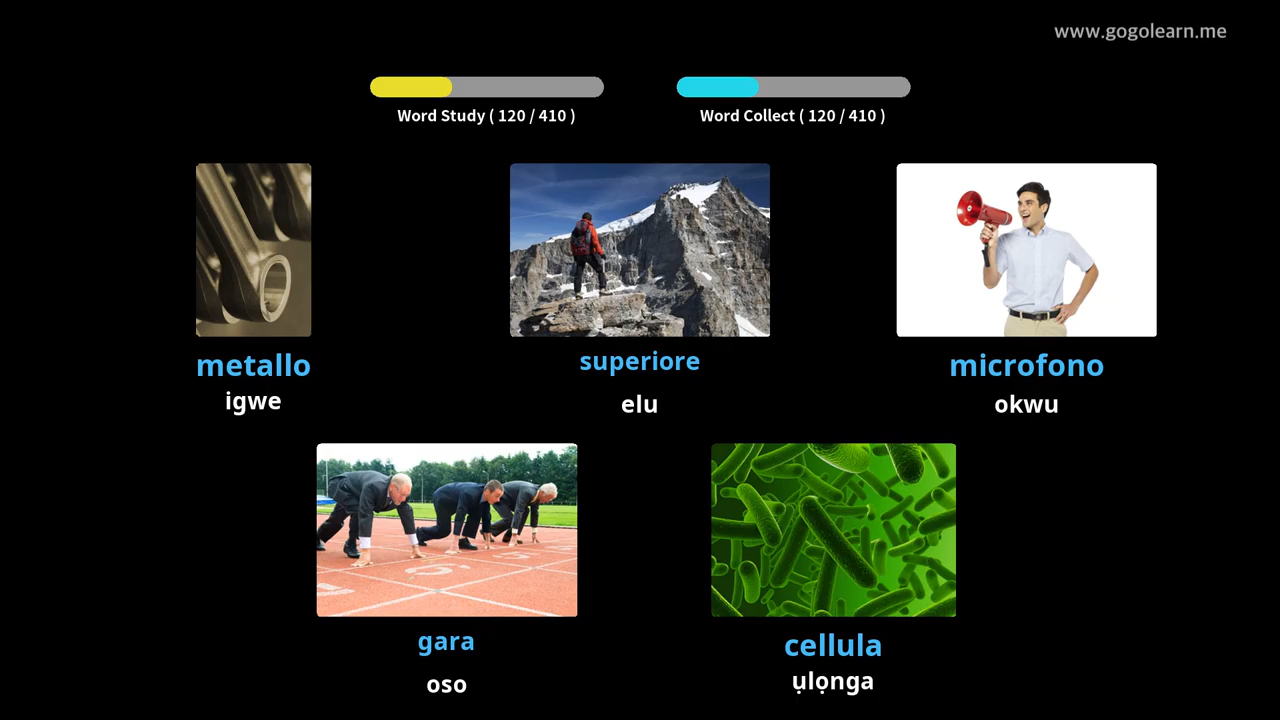 www.gogolearn.me
Word Study ( 120 / 410 )
Word Collect ( 120 / 410 )
metallo
igwe
superiore
elu
microfono
okwu
gara
oso
cellula
ụlọnga